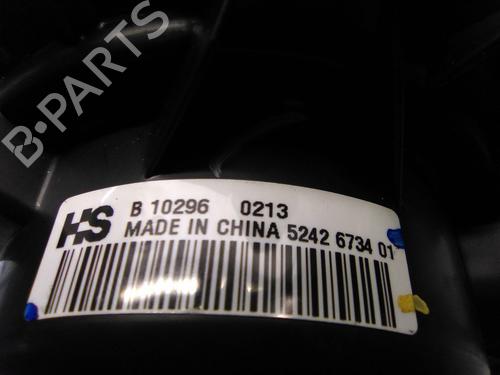 B-PARTS
HS B 10296 0213
MADE IN CHINA 5242 6734 01